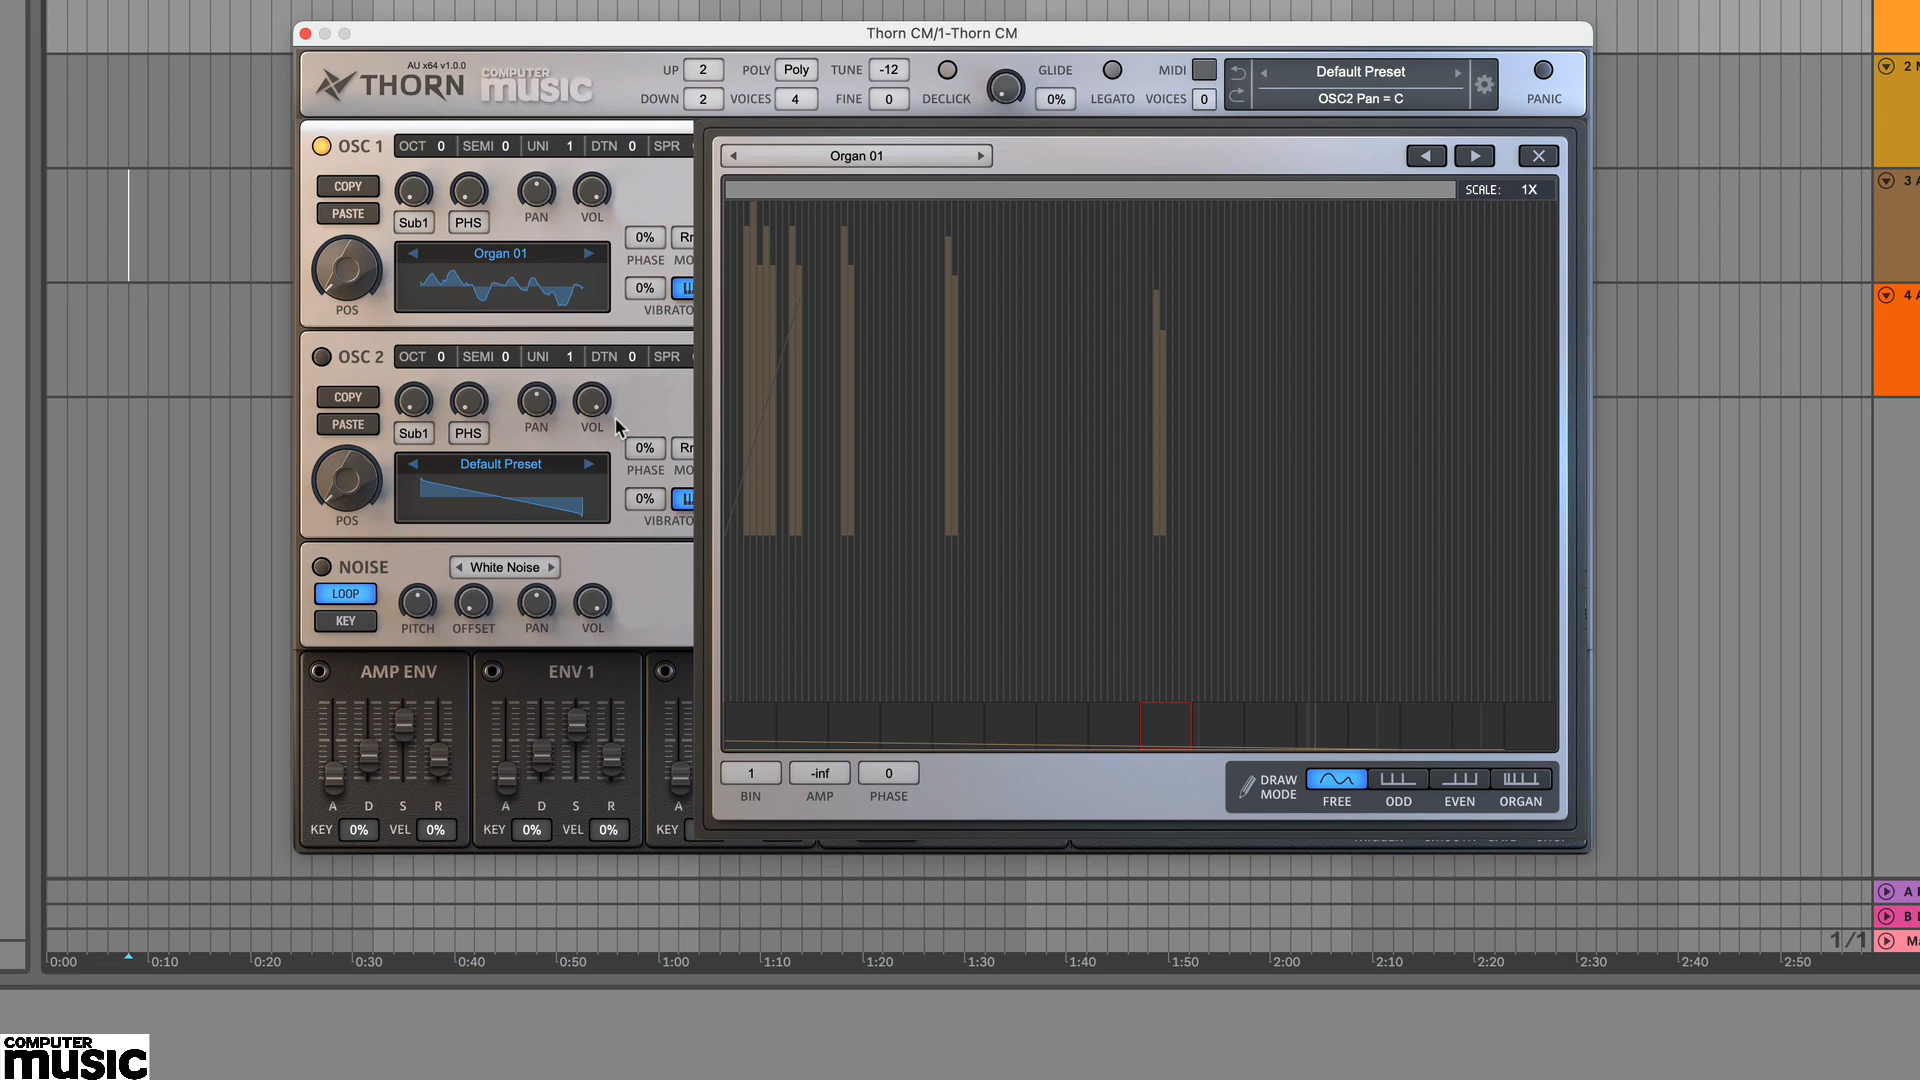 Thorn CM/1-Thorn CM
AU x64 v1.0.0
THORN
COMPUTER
music
UP 2 POLY Poly TUNE -12 GLIDE MIDI
DOWN 2 VOICES 4 FINE 0 DECLICK 0% LEGATO VOICES 0
Default Preset
OSC2 Pan = C
PANIC
OSC 1 OCT 0 SEMI 0 UNI 1 DTN 0 SPR
COPY
PASTE
Sub1 PHS PAN VOL
POS
Organ 01
0%
PHASE
0%
OSC 2 OCT 0 SEMI 0 UNI 1 DTN 0 SPR
COPY
PASTE
Sub1 PHS PAN VOL
POS
Default Preset
0%
PHASE
0%
NOISE White Noise
LOOP
KEY
PITCH OFFSET PAN VOL
AMP ENV
A D S R
KEY 0% VEL 0%
ENV 1
A D S R
KEY 0% VEL 0%
A
KEY
Organ 01
SCALE: 1X
1 -inf 0
BIN AMP PHASE
DRAW MODE
FREE ODD EVEN ORGAN
2
3 A
4 A
A
B
1/1
0:00 0:10 0:20 0:30 0:40 0:50 1:00 1:10 1:20 1:30 1:40 1:50 2:00 2:10 2:20 2:30 2:40 2:50
COMPUTER
music